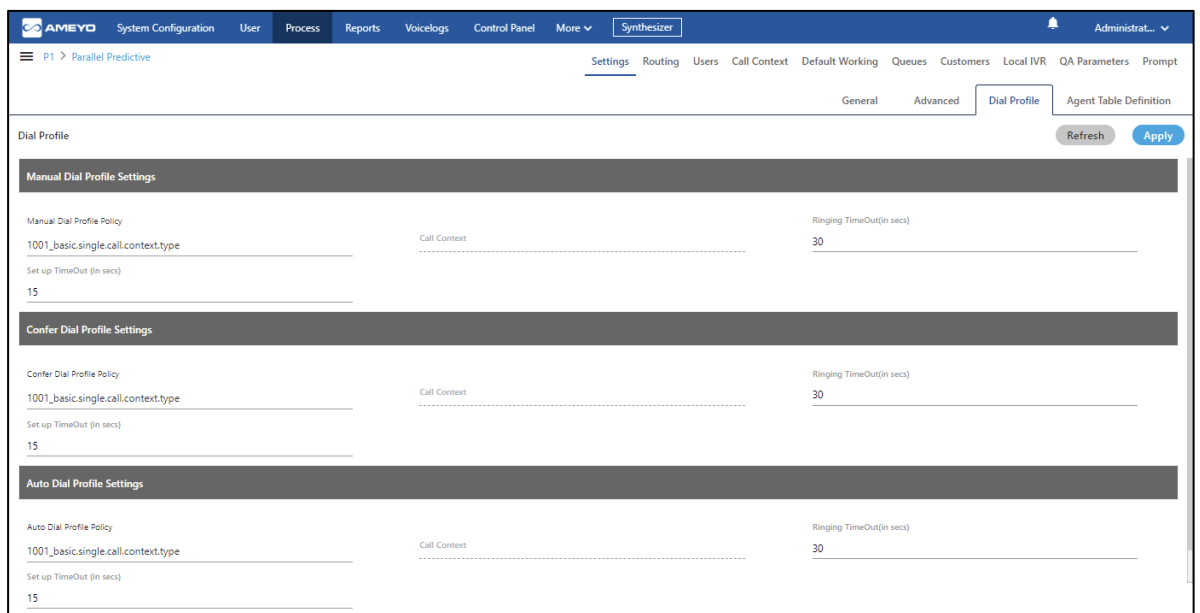 AMEYO System Configuration User Process Reports Voicelogs Control Panel More Synthesizer Administrat...
P1 > Parallel Predictive
Settings Routing Users Call Context Default Working Queues Customers Local IVR QA Parameters Prompt
General Advanced Dial Profile Agent Table Definition
Dial Profile Refresh Apply
Manual Dial Profile Settings
Manual Dial Profile Policy Call Context Ringing TimeOut(in secs)
1001_basic.single.call.context.type 30
Set up TimeOut (in secs)
15
Confer Dial Profile Settings
Confer Dial Profile Policy Call Context Ringing TimeOut(in secs)
1001_basic.single.call.context.type 30
Set up TimeOut (in secs)
15
Auto Dial Profile Settings
Auto Dial Profile Policy Call Context Ringing TimeOut(in secs)
1001_basic.single.call.context.type 30
Set up TimeOut (in secs)
15